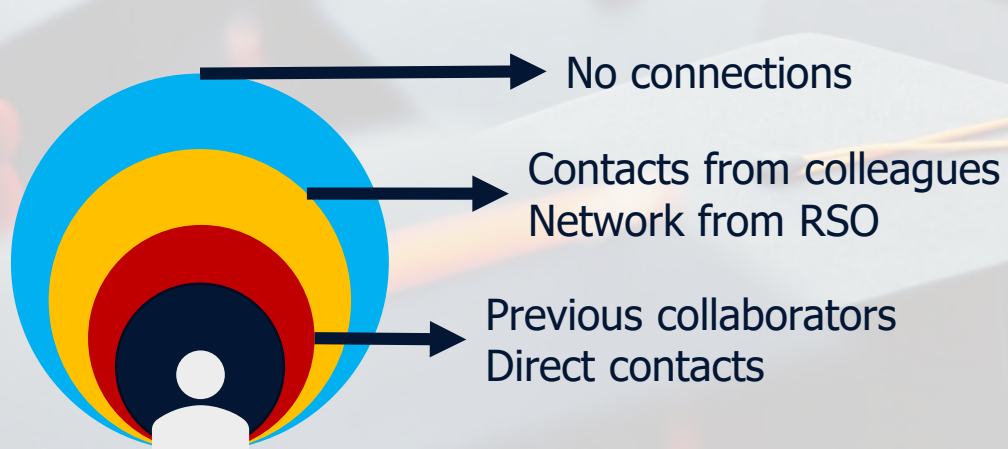 No connections
Contacts from colleagues
Network from RSO
Previous collaborators
Direct contacts